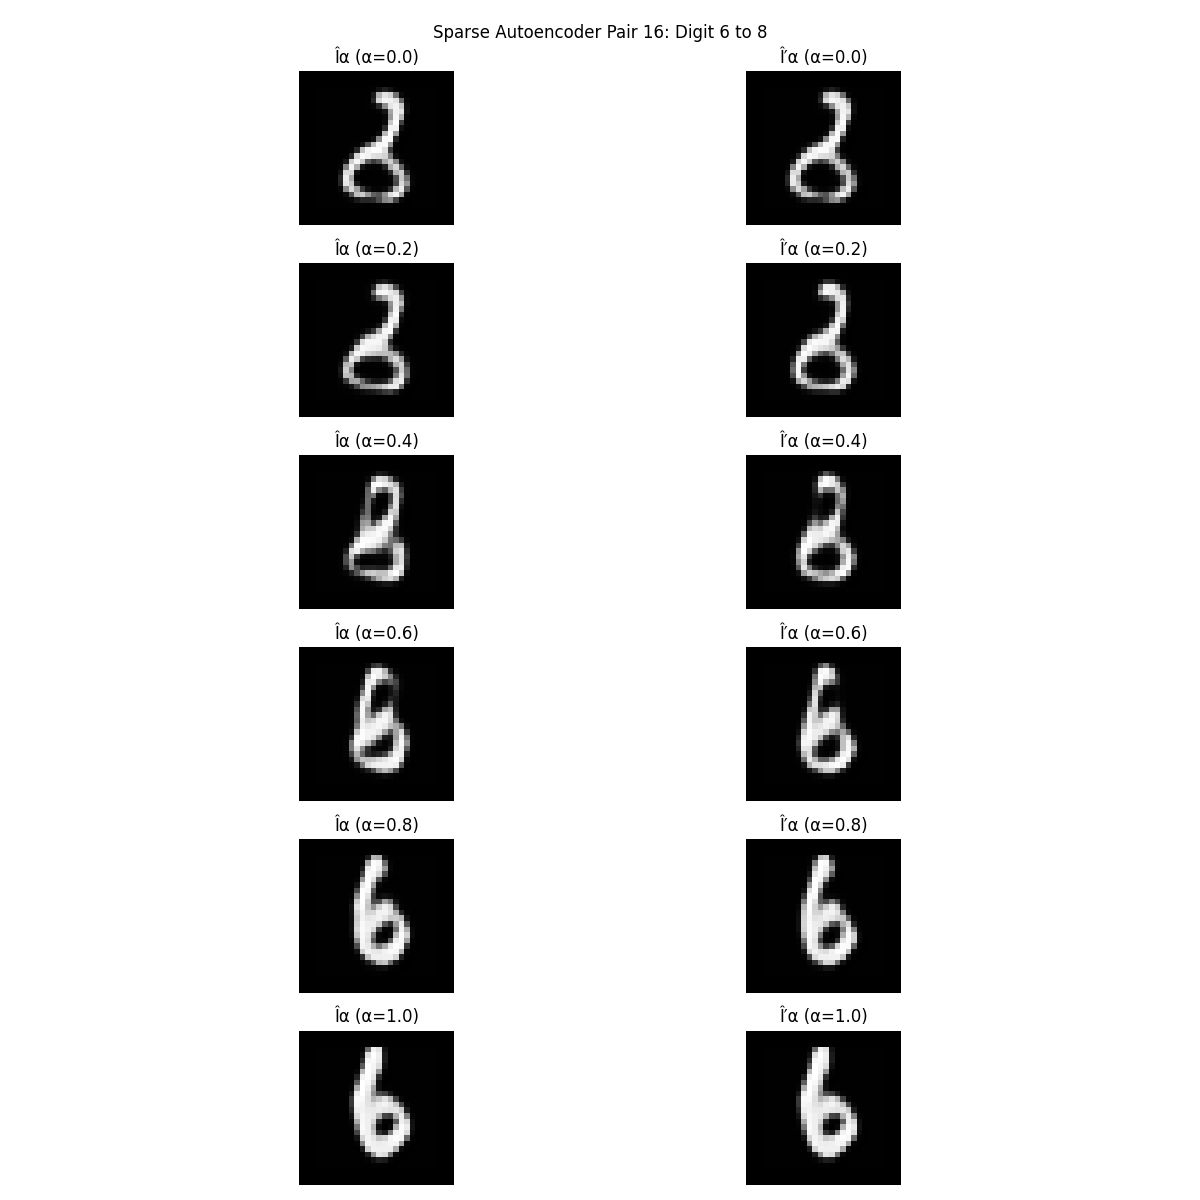 Sparse Autoencoder Pair 16: Digit 6 to 8
Îα (α=0.0) Î′α (α=0.0)
Îα (α=0.2) Î′α (α=0.2)
Îα (α=0.4) Î′α (α=0.4)
Îα (α=0.6) Î′α (α=0.6)
Îα (α=0.8) Î′α (α=0.8)
Îα (α=1.0) Î′α (α=1.0)